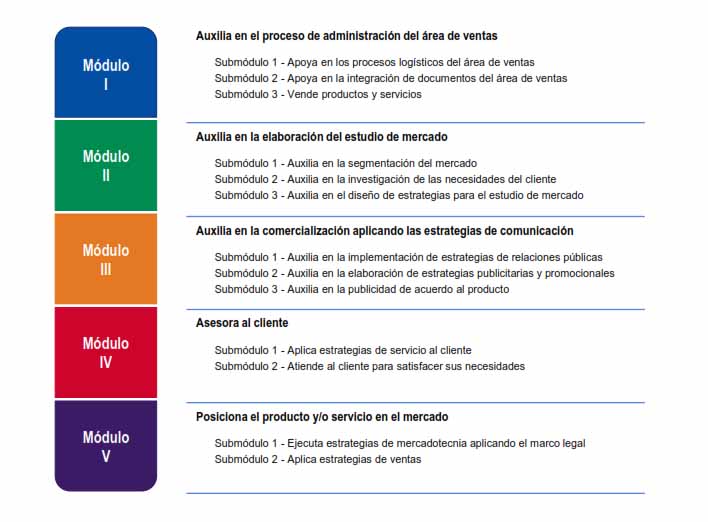 Módulo
I
Auxilia en el proceso de administración del área de ventas
Submódulo 1 - Apoya en los procesos logísticos del área de ventas
Submódulo 2 - Apoya en la integración de documentos del área de ventas
Submódulo 3 - Vende productos y servicios
Módulo
II
Auxilia en la elaboración del estudio de mercado
Submódulo 1 - Auxilia en la segmentación del mercado
Submódulo 2 - Auxilia en la investigación de las necesidades del cliente
Submódulo 3 - Auxilia en el diseño de estrategias para el estudio de mercado
Módulo
III
Auxilia en la comercialización aplicando las estrategias de comunicación
Submódulo 1 - Auxilia en la implementación de estrategias de relaciones públicas
Submódulo 2 - Auxilia en la elaboración de estrategias publicitarias y promocionales
Submódulo 3 - Auxilia en la publicidad de acuerdo al producto
Módulo
IV
Asesora al cliente
Submódulo 1 - Aplica estrategias de servicio al cliente
Submódulo 2 - Atiende al cliente para satisfacer sus necesidades
Módulo
V
Posiciona el producto y/o servicio en el mercado
Submódulo 1 - Ejecuta estrategias de mercadotecnia aplicando el marco legal
Submódulo 2 - Aplica estrategias de ventas